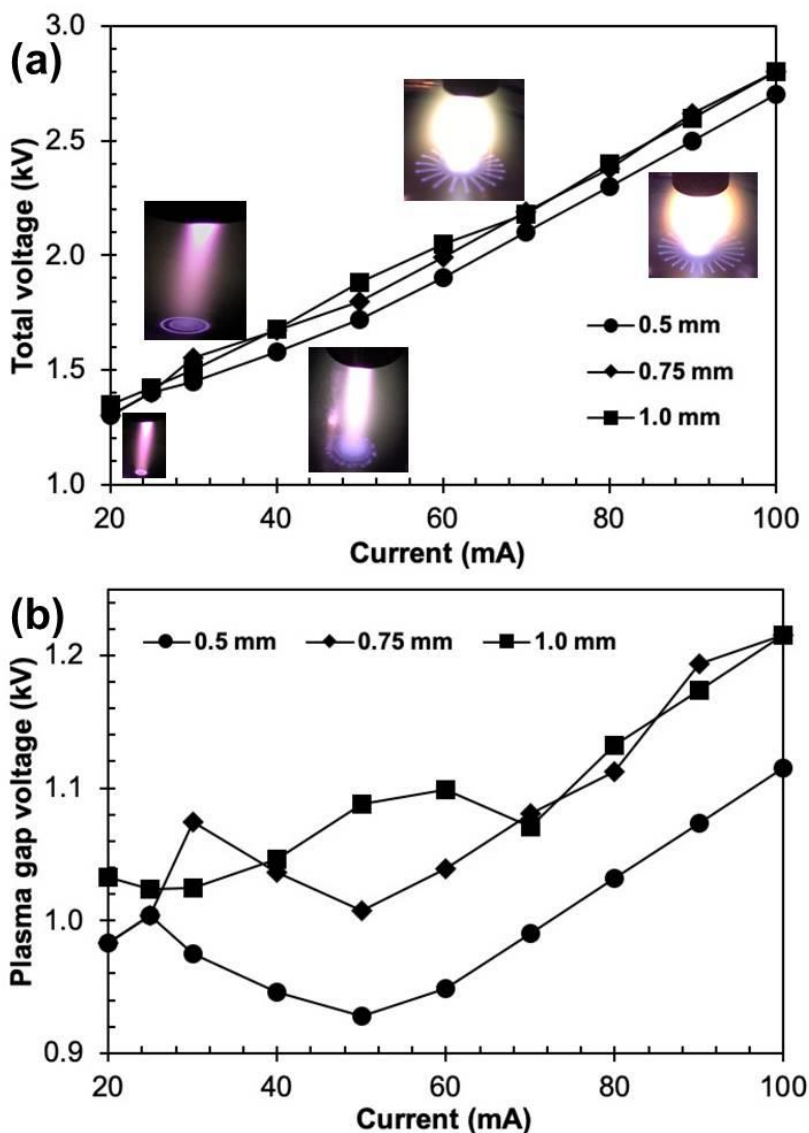 (a)
3.0
2.5
2.0
1.5
1.0
Total voltage (kV)
0.5 mm
0.75 mm
1.0 mm
20 40 60 80 100
Current (mA)
(b)
0.5 mm 0.75 mm 1.0 mm
1.2
1.1
1.0
0.9
Plasma gap voltage (kV)
20 40 60 80 100
Current (mA)